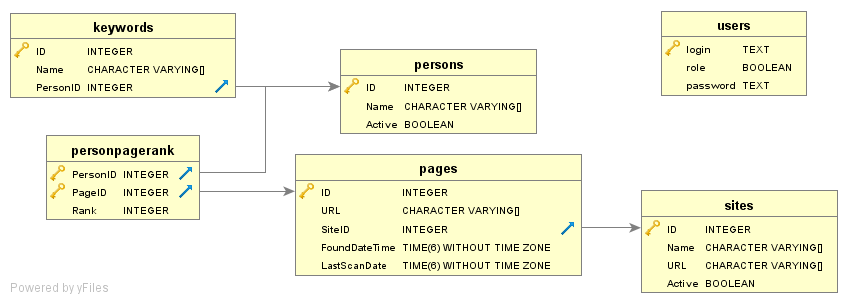 keywords
ID INTEGER
Name CHARACTER VARYING[]
PersonID INTEGER
persons
ID INTEGER
Name CHARACTER VARYING[]
Active BOOLEAN
users
login TEXT
role BOOLEAN
password TEXT
personpagerank
PersonID INTEGER
PageID INTEGER
Rank INTEGER
pages
ID INTEGER
URL CHARACTER VARYING[]
SiteID INTEGER
FoundDateTime TIME(6) WITHOUT TIME ZONE
LastScanDate TIME(6) WITHOUT TIME ZONE
sites
ID INTEGER
Name CHARACTER VARYING[]
URL CHARACTER VARYING[]
Active BOOLEAN
Powered by yFiles